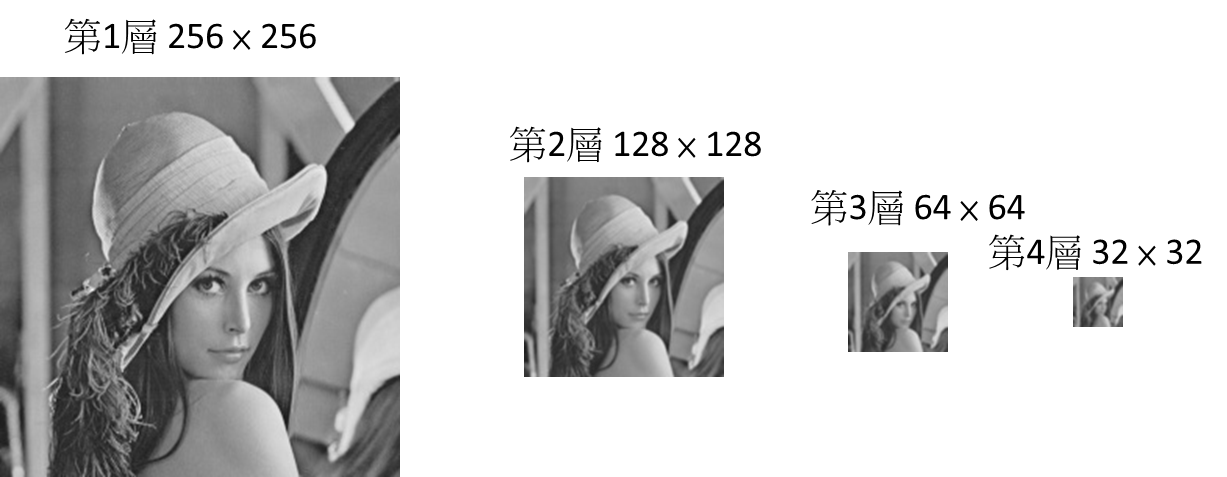 第1層 256 x 256
第2層 128 x 128
第3層 64 x 64
第4層 32 x 32